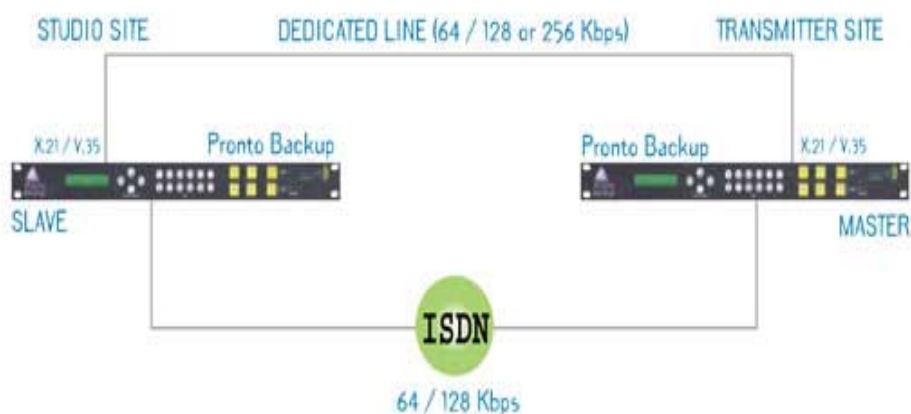 STUDIO SITE
DEDICATED LINE (64 / 128 or 256 Kbps)
TRANSMITTER SITE
X.21 / V.35
Pronto Backup
Pronto Backup
X.21 / V.35
SLAVE
MASTER
ISDN
64 / 128 Kbps